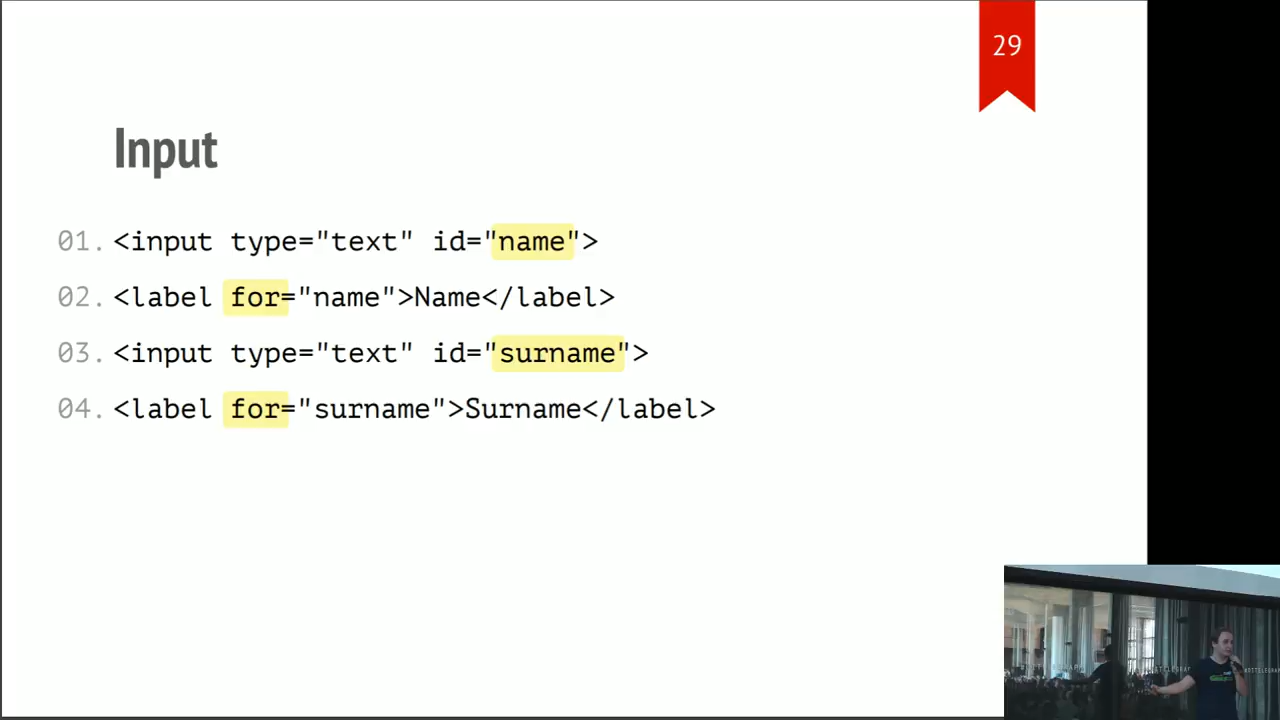 29
Input
01. <input type="text" id="name">
02. <label for="name">Name</label>
03. <input type="text" id="surname">
04. <label for="surname">Surname</label>